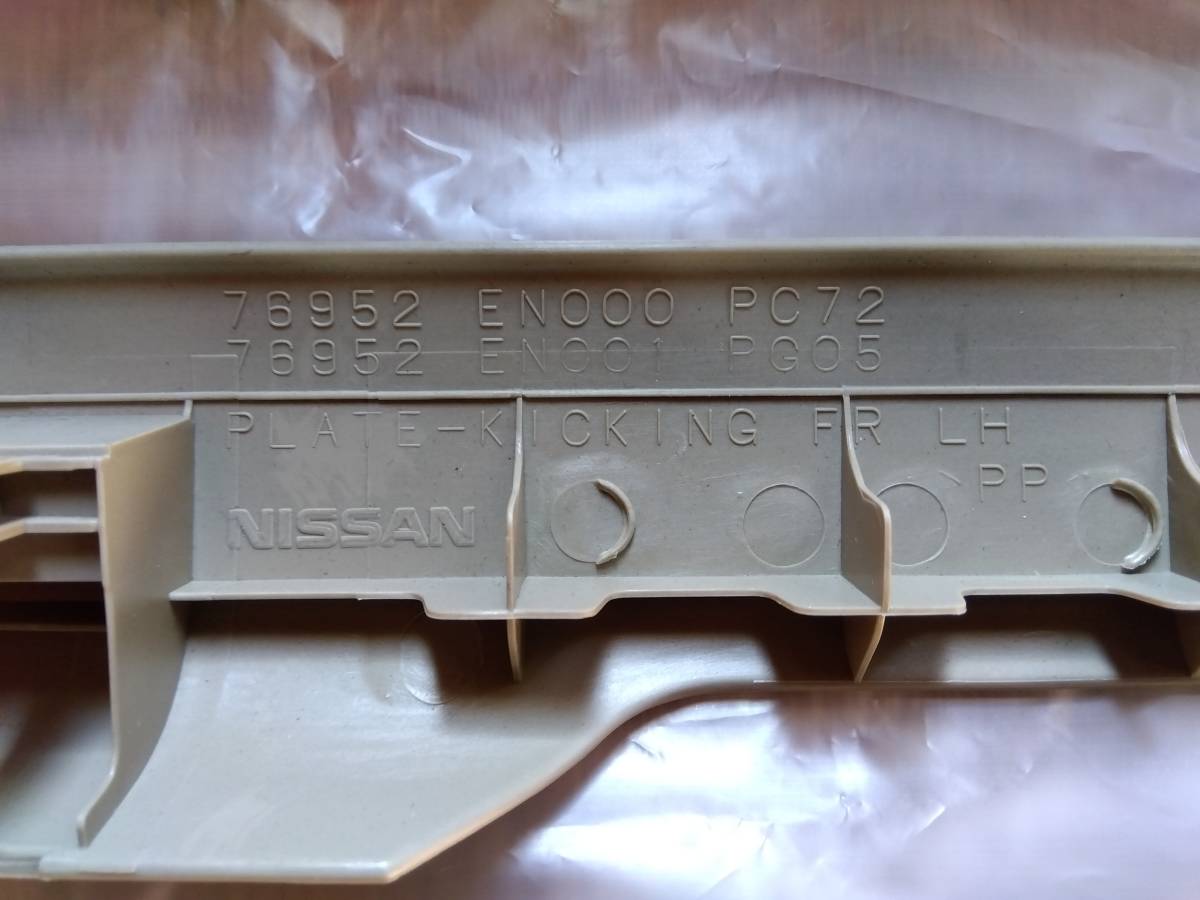 76952 EN000 PC72
76952 EN001 PG05
PLATE-KICKING FR LH
>PP<
NISSAN